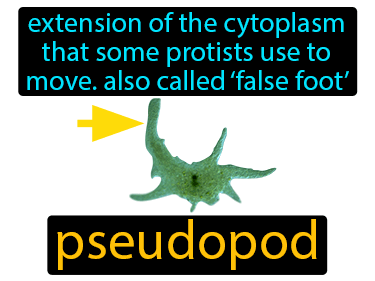 extension of the cytoplasm
that some protists use to
move. also called ‘false foot’
pseudopod